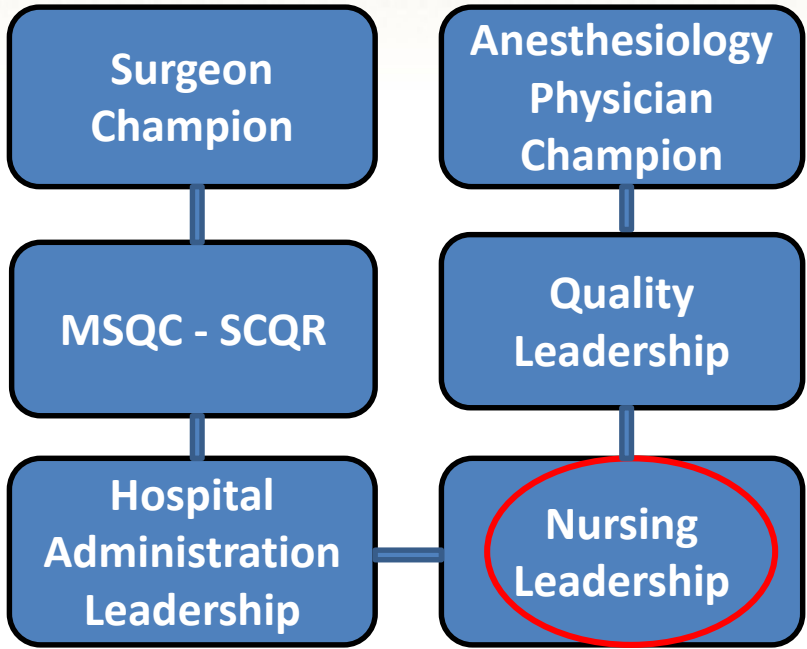 Surgeon
Champion
Anesthesiology
Physician
Champion
MSQC - SCQR
Quality
Leadership
Hospital
Administration
Leadership
Nursing
Leadership